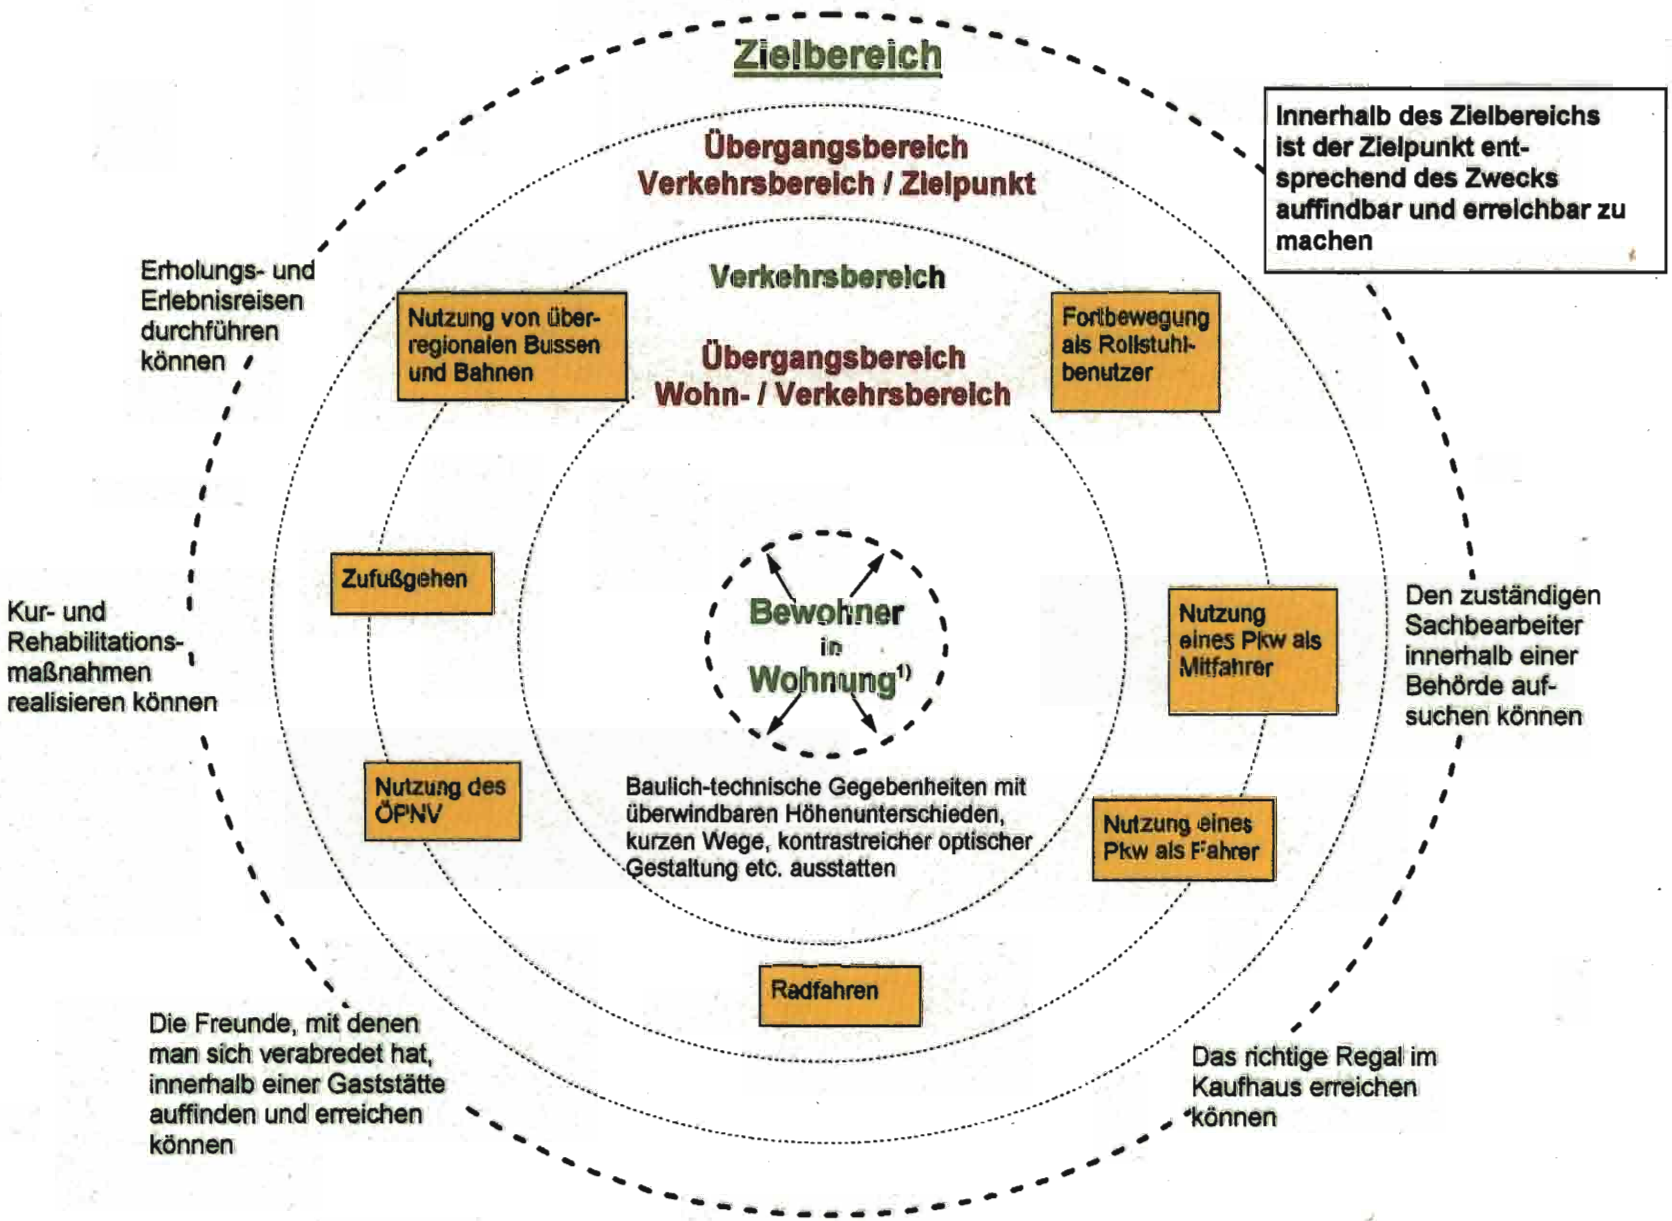 Zielbereich
Übergangsbereich
Verkehrsbereich / Zielpunkt
Innerhalb des Zielbereichs
ist der Zielpunkt ent-
sprechend des Zwecks
auffindbar und erreichbar zu
machen
Verkehrsbereich
Erholungs- und
Erlebnisreisen
durchführen
können
Nutzung von über-
regionalen Bussen
und Bahnen
Übergangsbereich
Wohn- / Verkehrsbereich
Fortbewegung
als Rollstuhl-
benutzer
Zufußgehen
Bewohner
in
Wohnung¹⁾
Nutzung
eines Pkw als
Mitfahrer
Kur- und
Rehabilitations-
maßnahmen
realisieren können
Den zuständigen
Sachbearbeiter
innerhalb einer
Behörde auf-
suchen können
Nutzung des
ÖPNV
Baulich-technische Gegebenheiten mit
überwindbaren Höhenunterschieden,
kurzen Wege, kontrastreicher optischer
Gestaltung etc. ausstatten
Nutzung eines
Pkw als Fahrer
Radfahren
Die Freunde, mit denen
man sich verabredet hat,
innerhalb einer Gaststätte
auffinden und erreichen
können
Das richtige Regal im
Kaufhaus erreichen
können